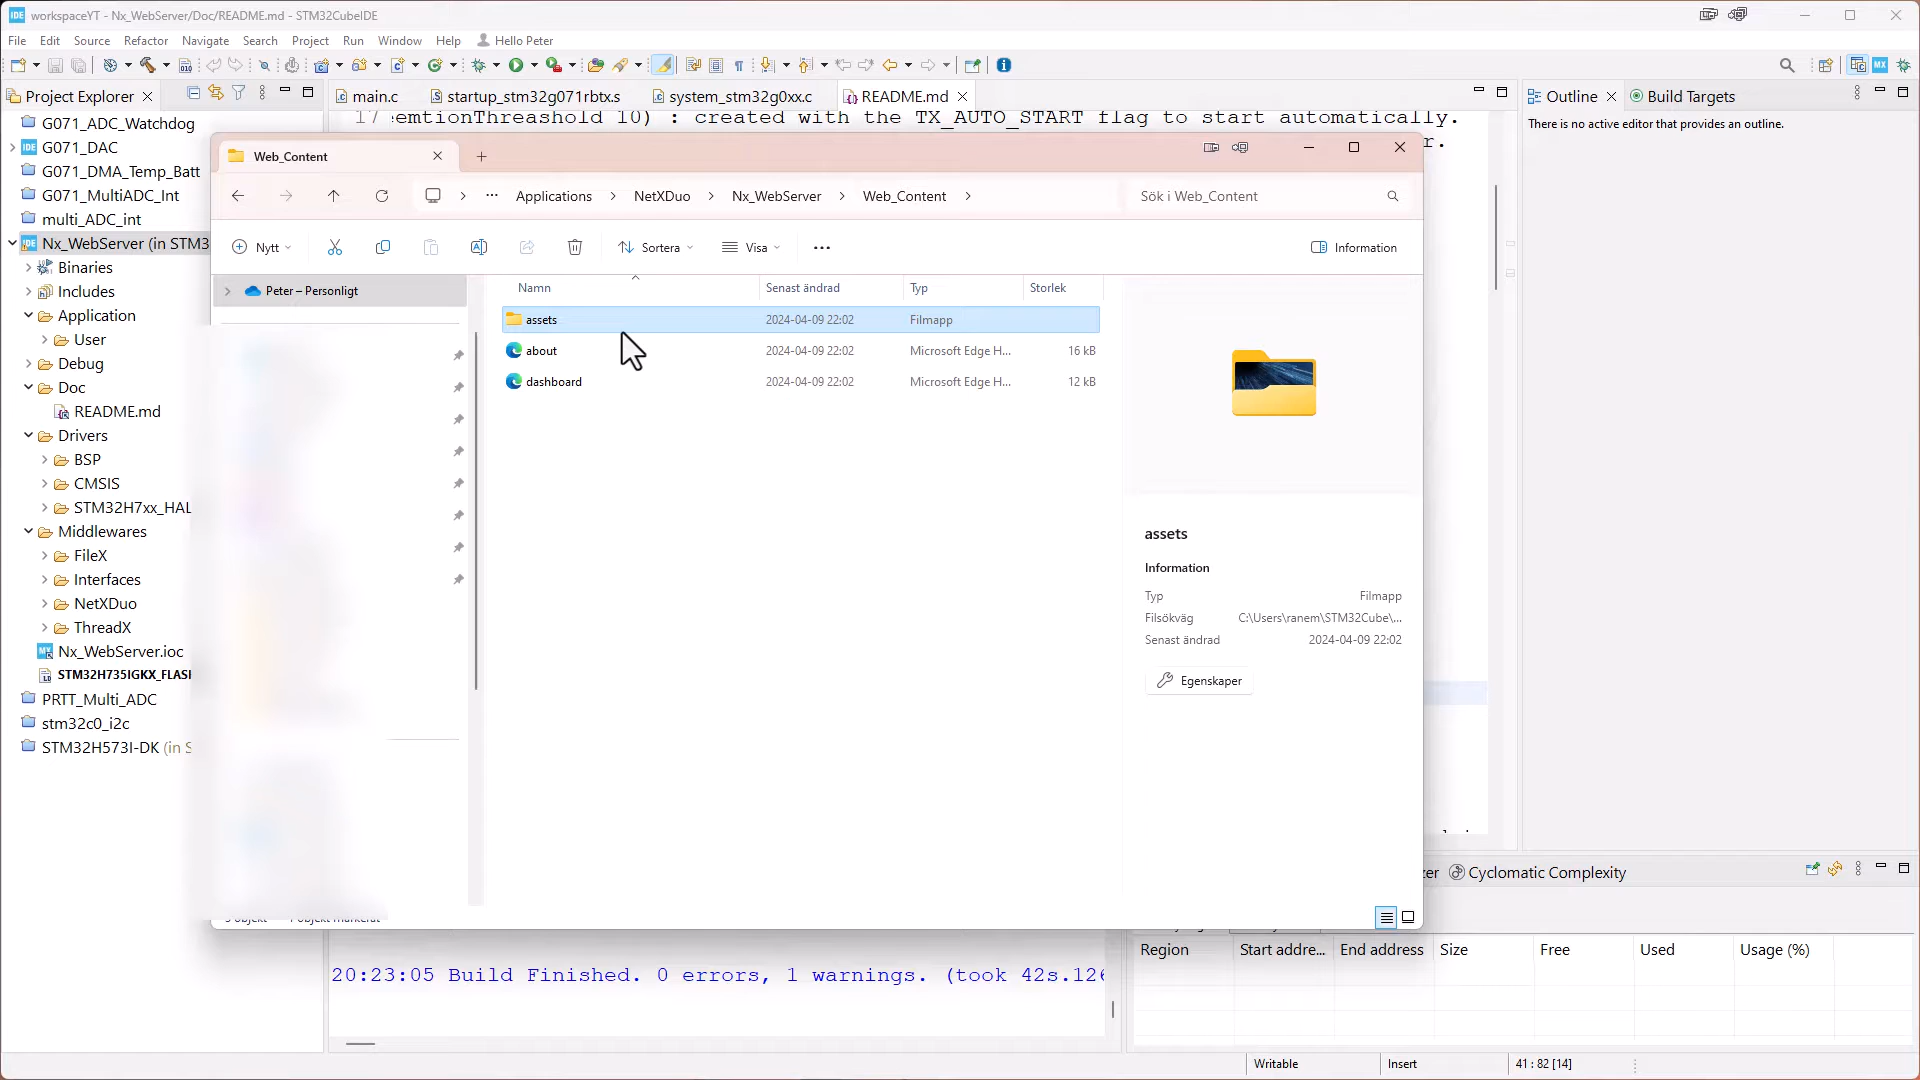 workspaceYT - Nx_WebServer/Doc/README.md - STM32CubeIDE
File Edit Source Refactor Navigate Search Project Run Window Help Hello Peter
Project Explorer
main.c
startup_stm32g071rbtx.s
system_stm32g0xx.c
README.md
Outline
Build Targets
There is no active editor that provides an outline.
17 :emtionThreashold 10) : created with the TX_AUTO_START flag to start automatically.
r.
G071_ADC_Watchdog
G071_DAC
G071_DMA_Temp_Batt
G071_MultiADC_Int
multi_ADC_int
Nx_WebServer (in STM3
Binaries
Includes
Application
User
Debug
Doc
README.md
Drivers
BSP
CMSIS
STM32H7xx_HAL
Middlewares
FileX
Interfaces
NetXDuo
ThreadX
Nx_WebServer.ioc
STM32H735IGKX_FLASH
PRTT_Multi_ADC
stm32c0_i2c
STM32H573I-DK (in S
Web_Content
Applications NetXDuo Nx_WebServer Web_Content
Sök i Web_Content
Nytt
Sortera
Visa
Information
Peter – Personligt
Namn Senast ändrad Typ Storlek
assets 2024-04-09 22:02 Filmapp
about 2024-04-09 22:02 Microsoft Edge H... 16 kB
dashboard 2024-04-09 22:02 Microsoft Edge H... 12 kB
assets
Information
Typ Filmapp
Filsökväg C:\Users\ranem\STM32Cube\...
Senast ändrad 2024-04-09 22:02
Egenskaper
zer
Cyclomatic Complexity
Region Start addre... End address Size Free Used Usage (%)
20:23:05 Build Finished. 0 errors, 1 warnings. (took 42s.126
Writable Insert 41 : 82 [14]